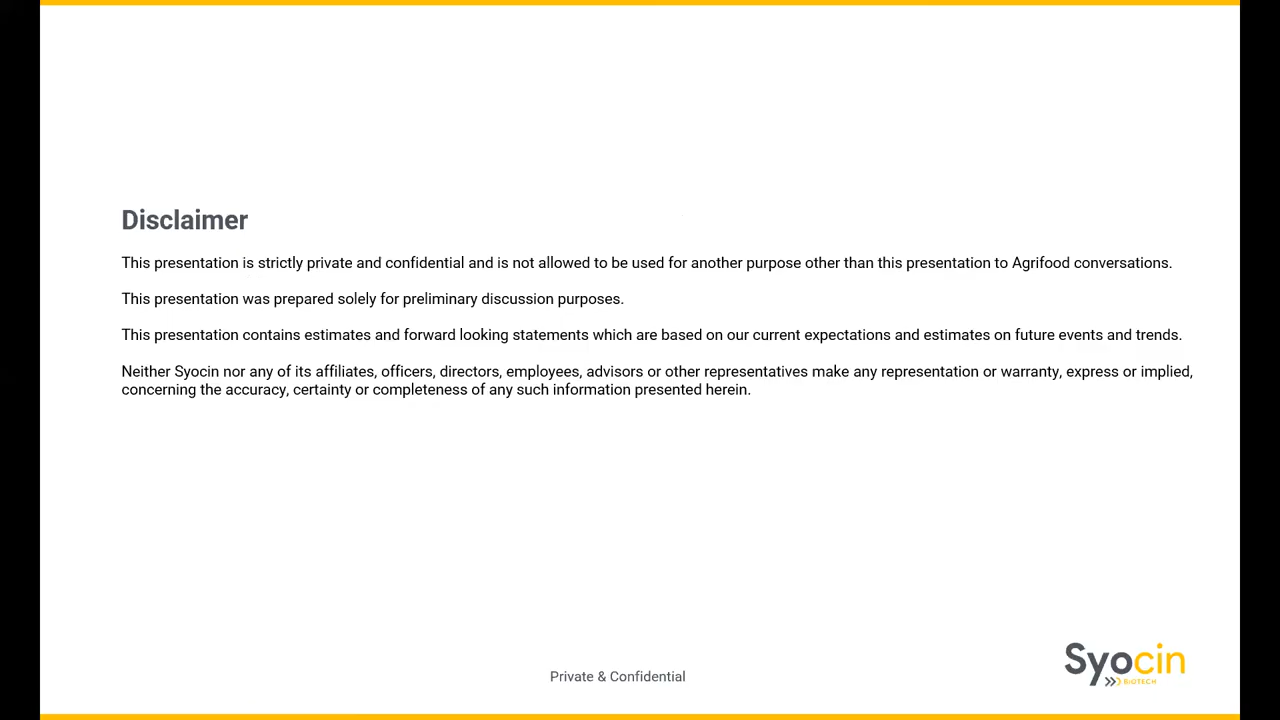 Disclaimer
This presentation is strictly private and confidential and is not allowed to be used for another purpose other than this presentation to Agrifood conversations.
This presentation was prepared solely for preliminary discussion purposes.
This presentation contains estimates and forward looking statements which are based on our current expectations and estimates on future events and trends.
Neither Syocin nor any of its affiliates, officers, directors, employees, advisors or other representatives make any representation or warranty, express or implied,
concerning the accuracy, certainty or completeness of any such information presented herein.
Private & Confidential
Syocin
BIOTECH